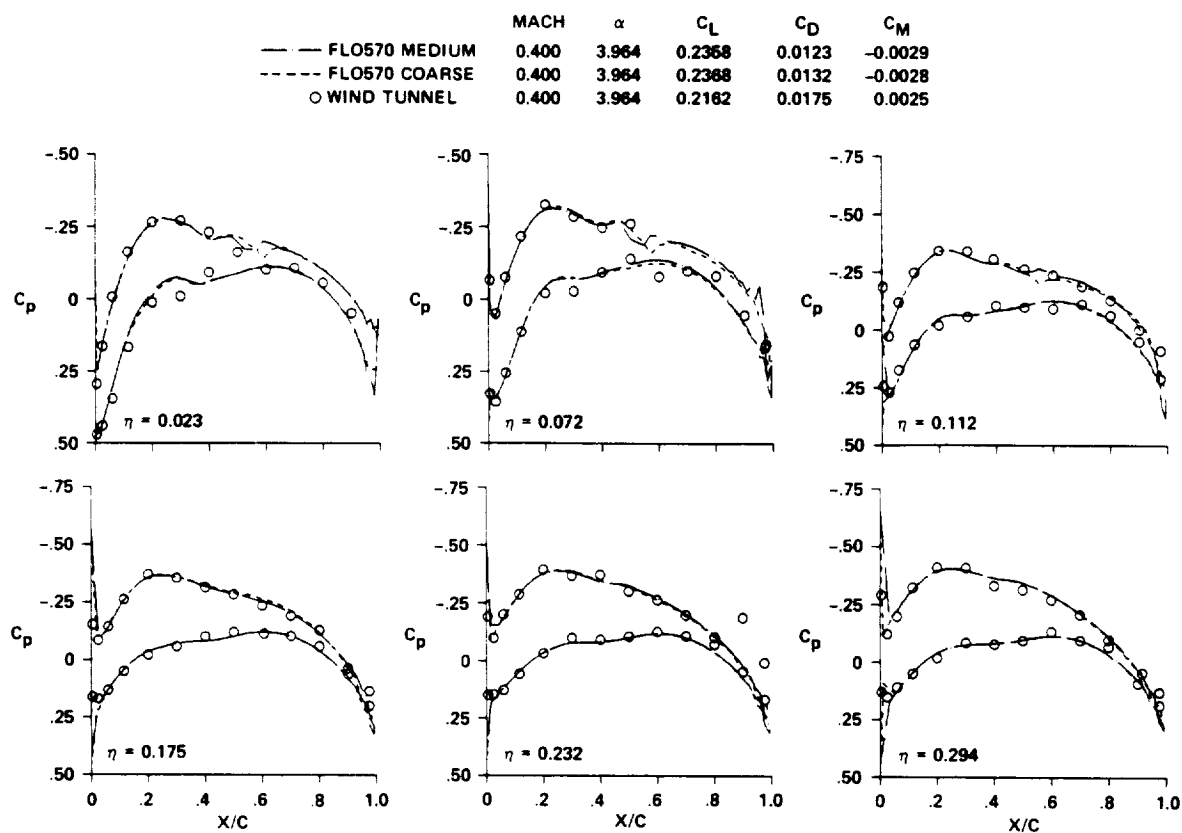 MACH α C_L C_D C_M
FLO570 MEDIUM 0.400 3.964 0.2368 0.0123 -0.0029
FLO570 COARSE 0.400 3.964 0.2368 0.0132 -0.0028
WIND TUNNEL 0.400 3.964 0.2162 0.0175 0.0025
-.50
-.25
C_p 0
.25
.50
η = 0.023
-.50
-.25
C_p 0
.25
.50
η = 0.072
-.75
-.50
-.25
C_p 0
.25
.50
η = 0.112
-.75
-.50
-.25
C_p 0
.25
.50
η = 0.175
0 .2 .4 .6 .8 1.0
X/C
-.75
-.50
-.25
C_p 0
.25
.50
η = 0.232
0 .2 .4 .6 .8 1.0
X/C
-.75
-.50
-.25
C_p 0
.25
.50
η = 0.294
0 .2 .4 .6 .8 1.0
X/C